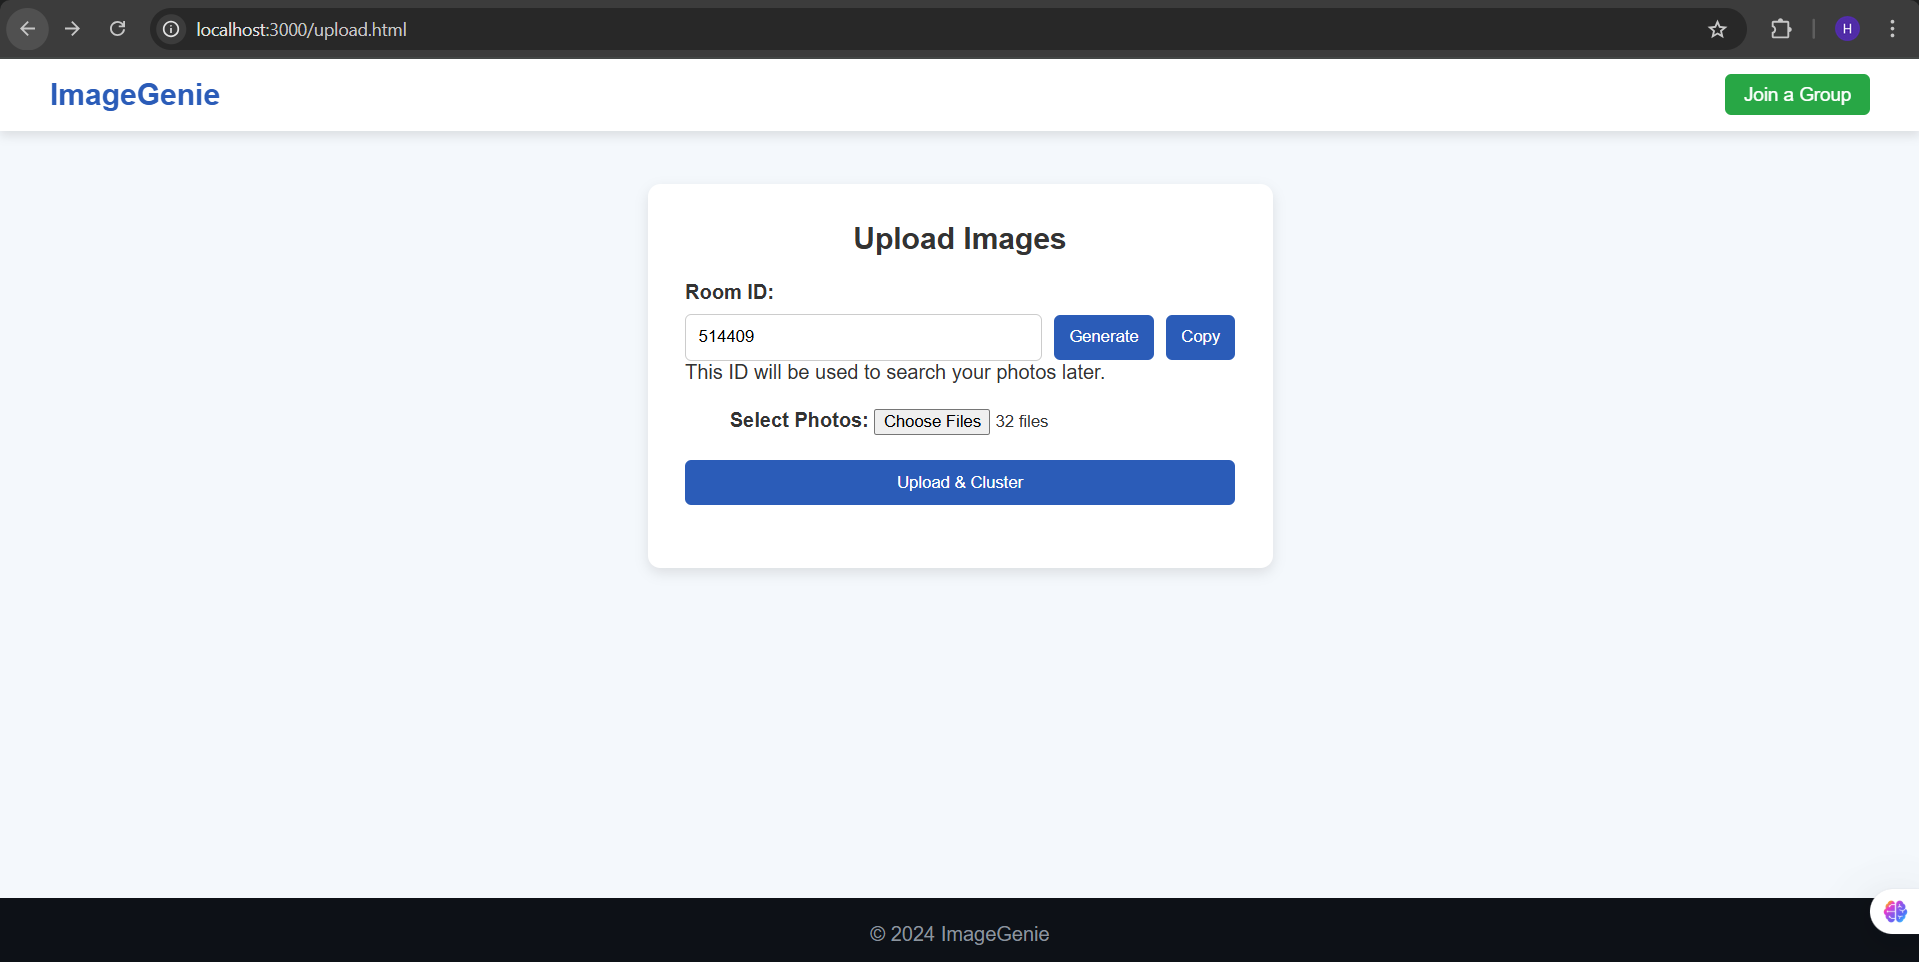 localhost:3000/upload.html
H
ImageGenie
Join a Group
Upload Images
Room ID:
514409
Generate
Copy
This ID will be used to search your photos later.
Select Photos: Choose Files 32 files
Upload & Cluster
© 2024 ImageGenie